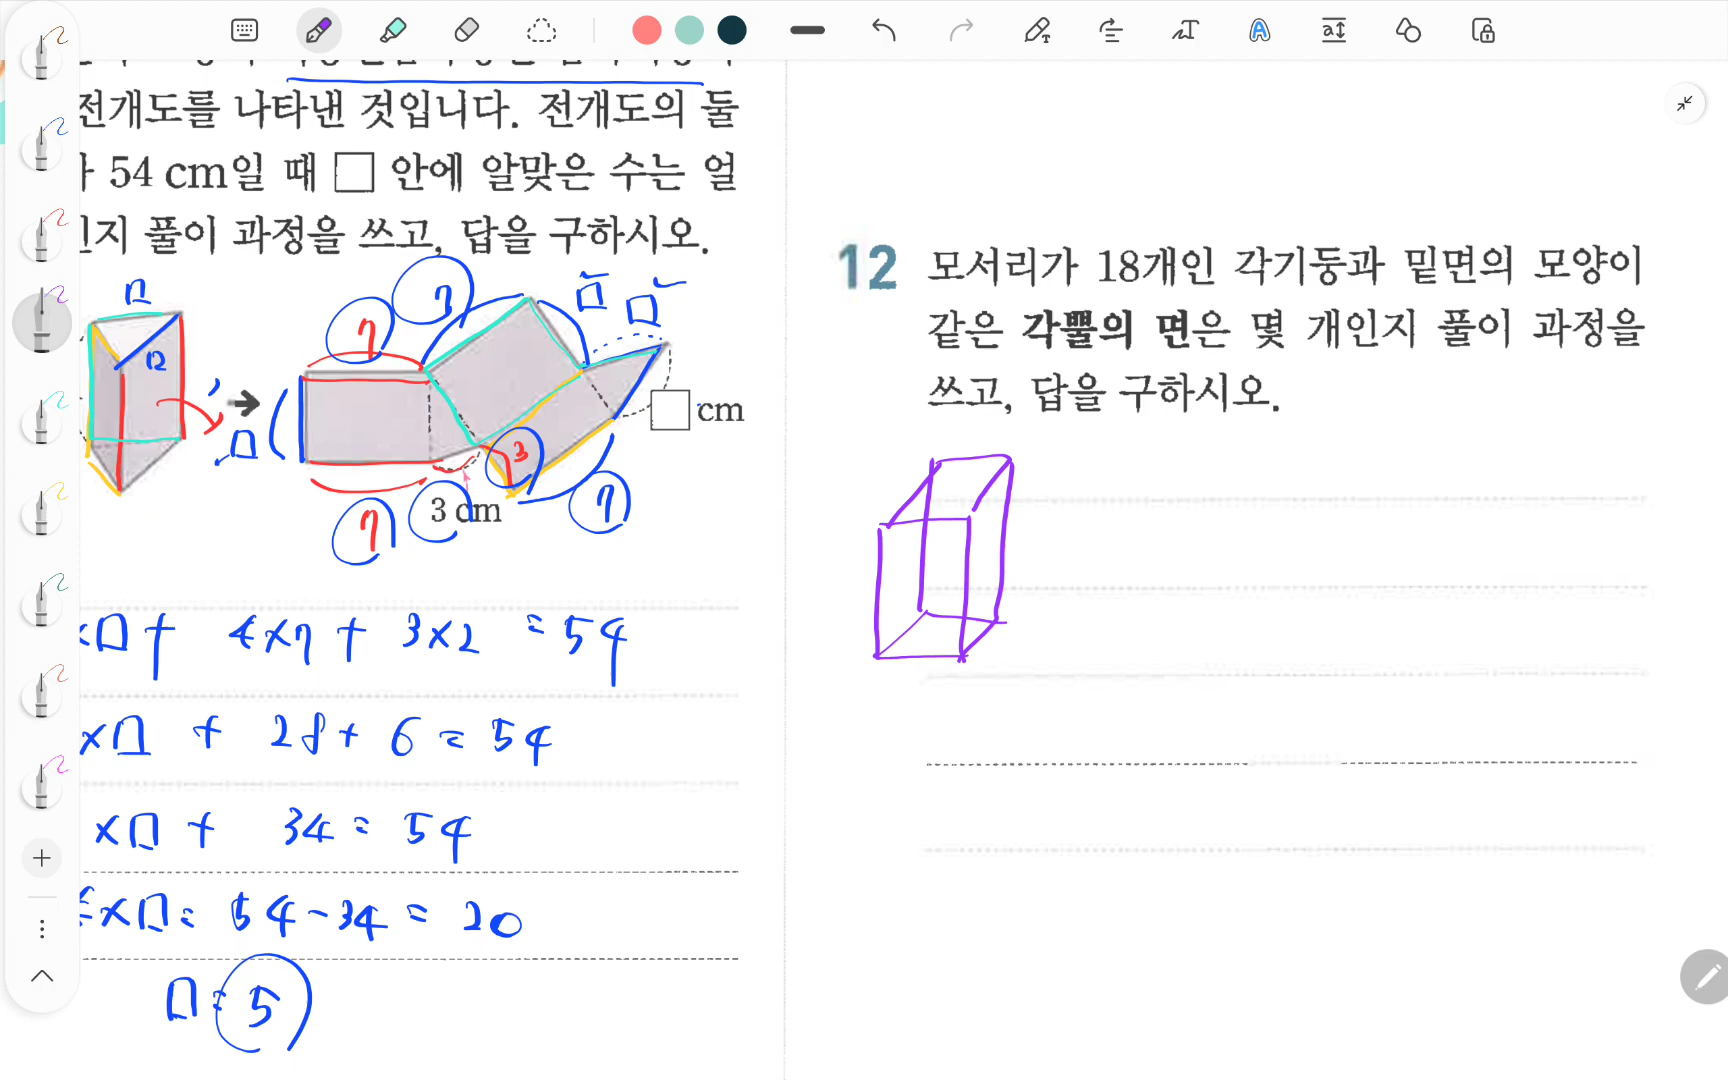 전개도를 나타낸 것입니다. 전개도의 둘
54 cm일 때 □ 안에 알맞은 수는 얼
인지 풀이 과정을 쓰고, 답을 구하시오.
□
12
7
7
□
□
□
□ cm
3
3 cm
7
7
×□ + 4×7 + 3×2 = 54
×□ + 28 + 6 = 54
×□ + 34 = 54
×□ = 54 - 34 = 20
□ = 5
12 모서리가 18개인 각기둥과 밑면의 모양이
같은 각뿔의 면은 몇 개인지 풀이 과정을
쓰고, 답을 구하시오.